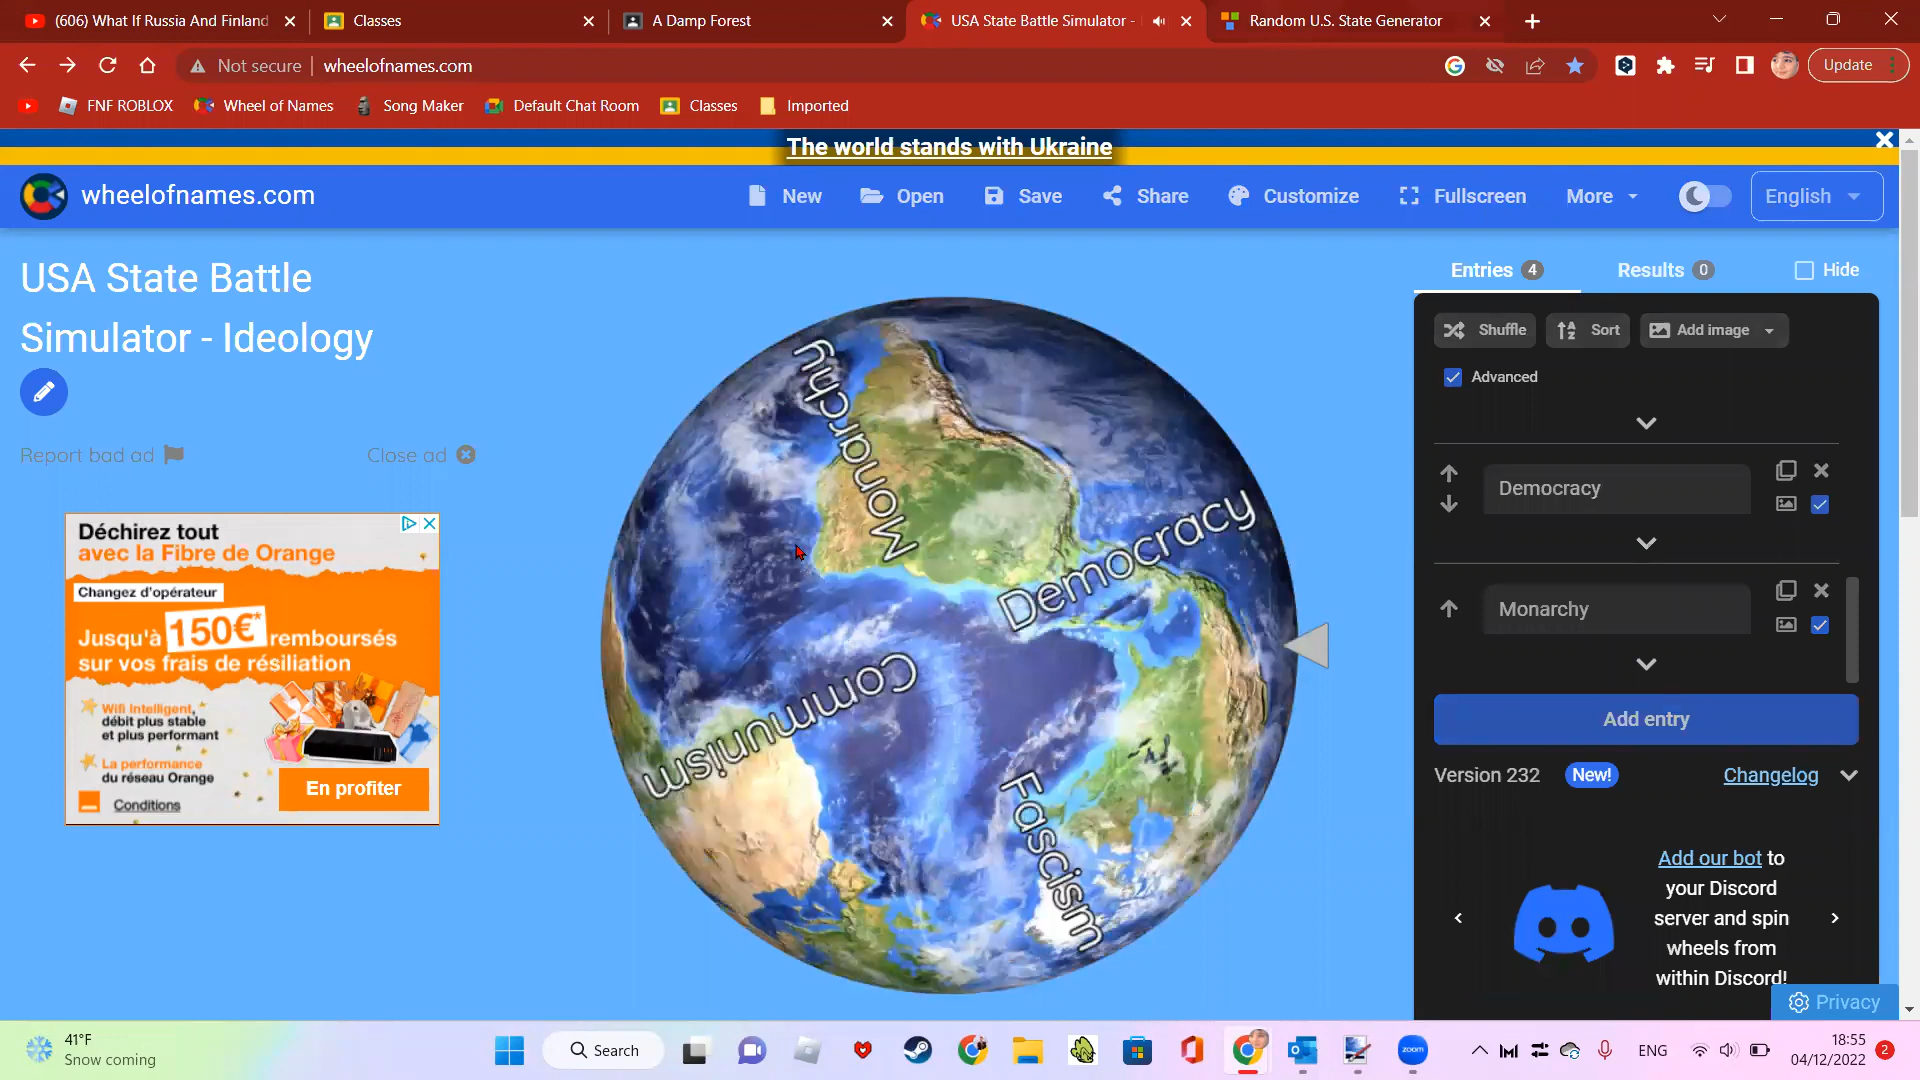 (606) What If Russia And Finland
Classes
A Damp Forest
USA State Battle Simulator -
Random U.S. State Generator
Not secure
wheelofnames.com
Update
FNF ROBLOX
Wheel of Names
Song Maker
Default Chat Room
Classes
Imported
The world stands with Ukraine
wheelofnames.com
New
Open
Save
Share
Customize
Fullscreen
More
English
USA State Battle
Simulator - Ideology
Entries 4
Results 0
Hide
Shuffle
Sort
Add image
Advanced
Report bad ad
Close ad
Monarchy
Democracy
Communism
Fascism
Democracy
Monarchy
Add entry
Version 232
New!
Changelog
Déchirez tout
avec la Fibre de Orange
Changez d'opérateur
Jusqu'à 150€* remboursés
sur vos frais de résiliation
Wifi Intelligent,
débit plus stable
et plus performant
La performance
du réseau Orange
Conditions
En profiter
Add our bot to
your Discord
server and spin
wheels from
within Discord!
Privacy
41°F
Snow coming
Search
zoom
ENG
18:55
04/12/2022
2